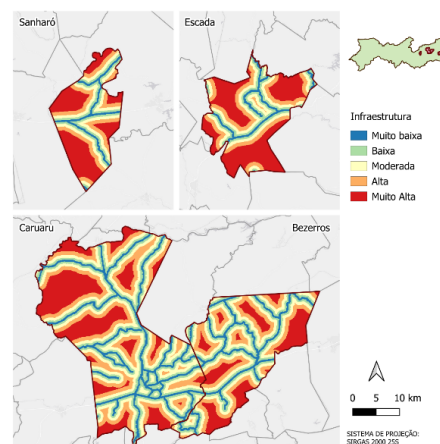 Sanharó
Escada
Infraestrutura
Muito baixa
Baixa
Moderada
Alta
Muito Alta
Caruaru
Bezerros
0 5 10 km
SISTEMA DE PROJEÇÃO:
SIRGAS 2000 25S